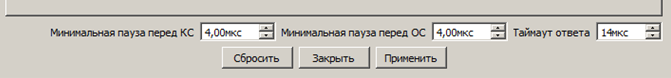 Минимальная пауза перед КС 4,00мкс Минимальная пауза перед ОС 4,00мкс Таймаут ответа 14мкс
Сбросить Закрыть Применить